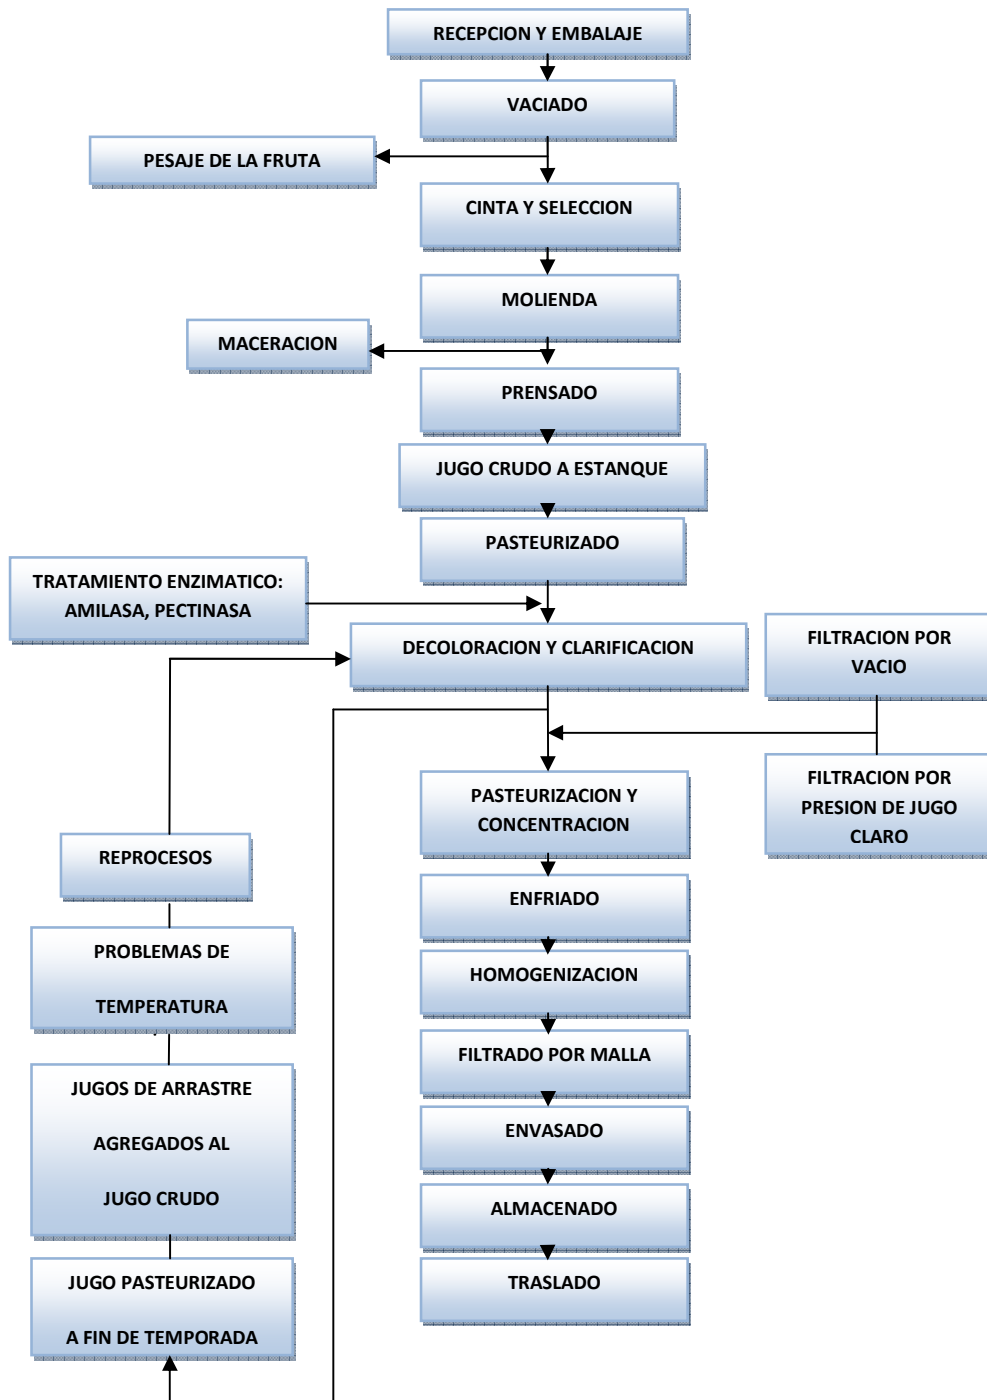 RECEPCION Y EMBALAJE
VACIADO
PESAJE DE LA FRUTA
CINTA Y SELECCION
MOLIENDA
MACERACION
PRENSADO
JUGO CRUDO A ESTANQUE
PASTEURIZADO
TRATAMIENTO ENZIMATICO:
AMILASA, PECTINASA
DECOLORACION Y CLARIFICACION
FILTRACION POR
VACIO
FILTRACION POR
PRESION DE JUGO
CLARO
PASTEURIZACION Y
CONCENTRACION
REPROCESOS
ENFRIADO
PROBLEMAS DE
TEMPERATURA
HOMOGENIZACION
FILTRADO POR MALLA
JUGOS DE ARRASTRE
AGREGADOS AL
JUGO CRUDO
ENVASADO
ALMACENADO
TRASLADO
JUGO PASTEURIZADO
A FIN DE TEMPORADA